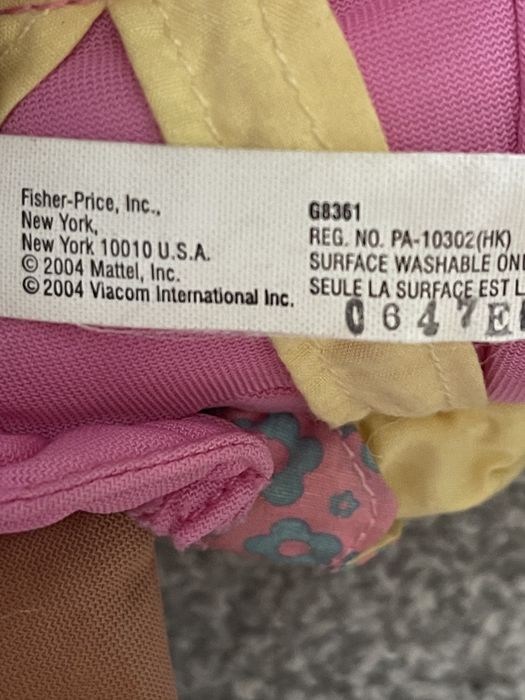 Fisher-Price, Inc.,
New York,
New York 10010 U.S.A.
© 2004 Mattel, Inc.
© 2004 Viacom International Inc.
G8361
REG. NO. PA-10302(HK)
SURFACE WASHABLE
SEULE LA SURFACE EST
0647E